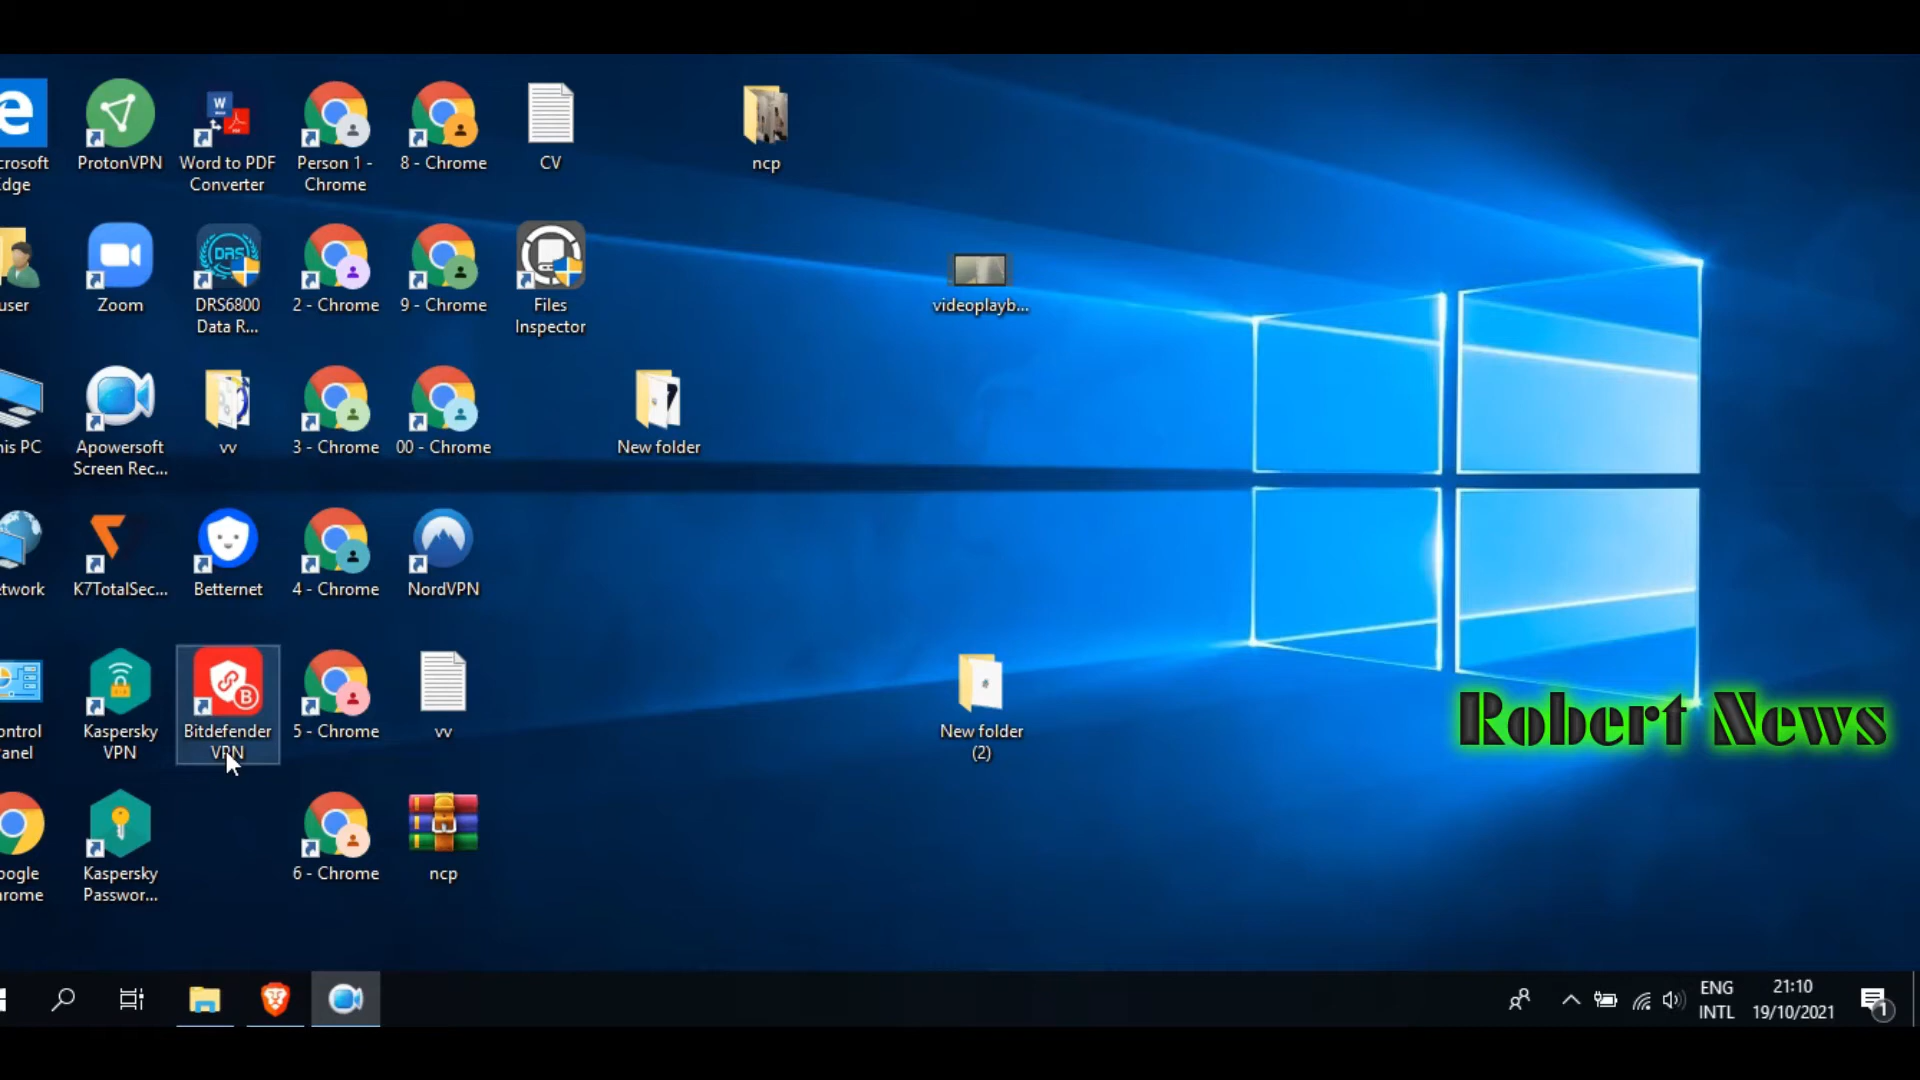 crosoft
dge
ProtonVPN
Word to PDF
Converter
Person 1 -
Chrome
8 - Chrome
CV
ncp
user
Zoom
DRS6800
Data R...
2 - Chrome
9 - Chrome
Files
Inspector
videoplayb...
his PC
Apowersoft
Screen Rec...
vv
3 - Chrome
00 - Chrome
New folder
etwork
K7TotalSec...
Betternet
4 - Chrome
NordVPN
ontrol
anel
Kaspersky
VPN
Bitdefender
VPN
5 - Chrome
vv
New folder
(2)
Robert News
oogle
hrome
Kaspersky
Passwor...
6 - Chrome
ncp
ENG
INTL
21:10
19/10/2021
1
W
DRS
B